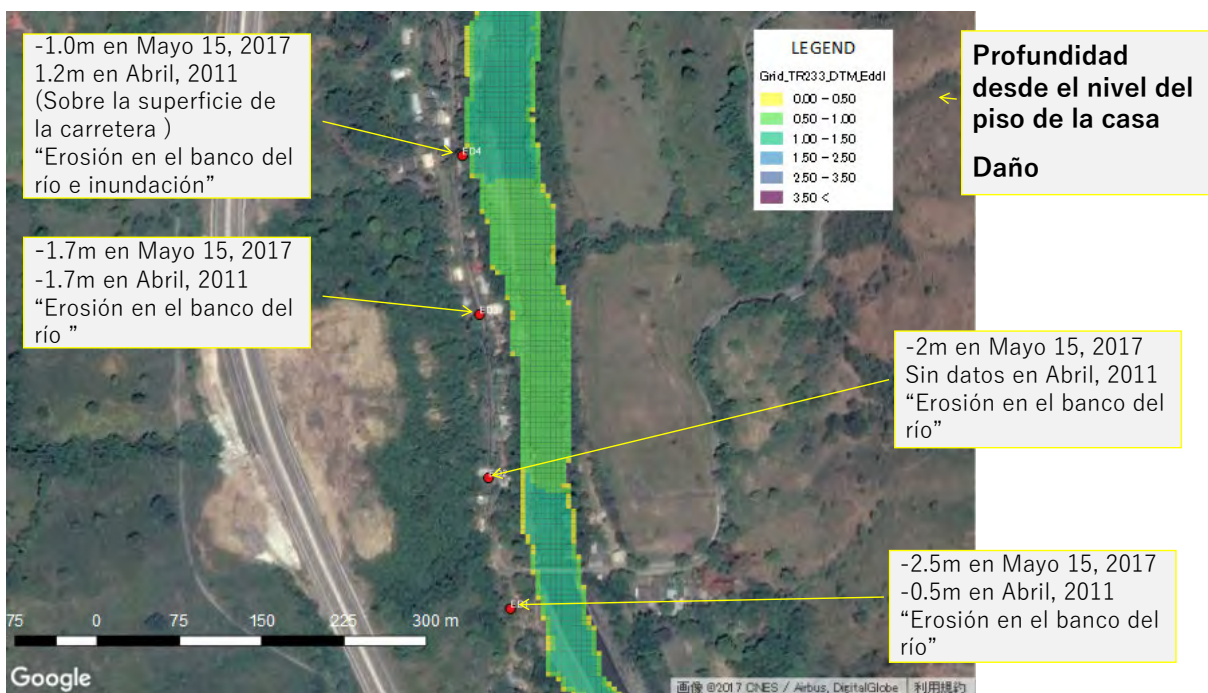 -1.0m en Mayo 15, 2017
1.2m en Abril, 2011
(Sobre la superficie de
la carretera )
“Erosión en el banco del
río e inundación”
LEGEND
Grid_TR233_DTM_Eddl
0.00 - 0.50
0.50 - 1.00
1.00 - 1.50
1.50 - 2.50
2.50 - 3.50
3.50 <
Profundidad
desde el nivel del
piso de la casa
Daño
ED4
-1.7m en Mayo 15, 2017
-1.7m en Abril, 2011
“Erosión en el banco del
río ”
-2m en Mayo 15, 2017
Sin datos en Abril, 2011
“Erosión en el banco del
río”
-2.5m en Mayo 15, 2017
-0.5m en Abril, 2011
“Erosión en el banco del
río”
75 0 75 150 225 300 m
Google
画像 ©2017 CNES / Airbus, DigitalGlobe 利用規約